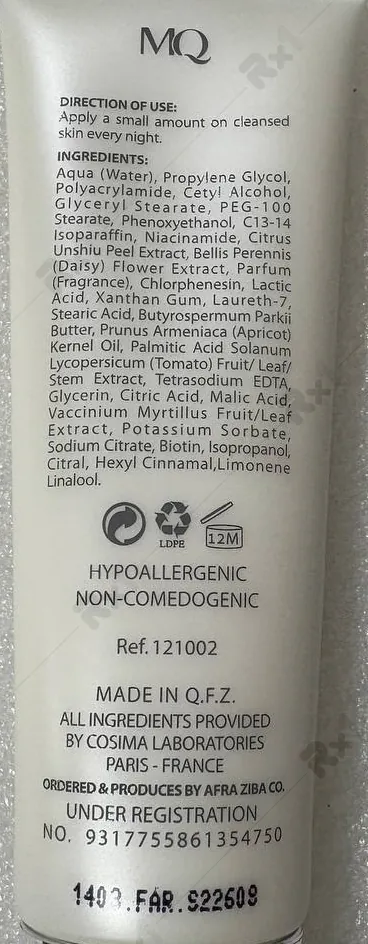 MQ
DIRECTION OF USE:
Apply a small amount on cleansed
skin every night.
INGREDIENTS:
Aqua (Water), Propylene Glycol,
Polyacrylamide, Cetyl Alcohol,
Glyceryl Stearate, PEG-100
Stearate, Phenoxyethanol, C13-14
Isoparaffin, Niacinamide, Citrus
Unshiu Peel Extract, Bellis Perennis
(Daisy) Flower Extract, Parfum
(Fragrance), Chlorphenesin, Lactic
Acid, Xanthan Gum, Laureth-7,
Stearic Acid, Butyrospermum Parkii
Butter, Prunus Armeniaca (Apricot)
Kernel Oil, Palmitic Acid Solanum
Lycopersicum (Tomato) Fruit/ Leaf/
Stem Extract, Tetrasodium EDTA,
Glycerin, Citric Acid, Malic Acid,
Vaccinium Myrtillus Fruit/Leaf
Extract, Potassium Sorbate,
Sodium Citrate, Biotin, Isopropanol,
Citral, Hexyl Cinnamal,Limonene
Linalool.
LDPE
12M
HYPOALLERGENIC
NON-COMEDOGENIC
Ref. 121002
MADE IN Q.F.Z.
ALL INGREDIENTS PROVIDED
BY COSIMA LABORATORIES
PARIS - FRANCE
ORDERED & PRODUCES BY AFRA ZIBA CO.
UNDER REGISTRATION
NO. 9317755861354750
1403.FAR.S22608